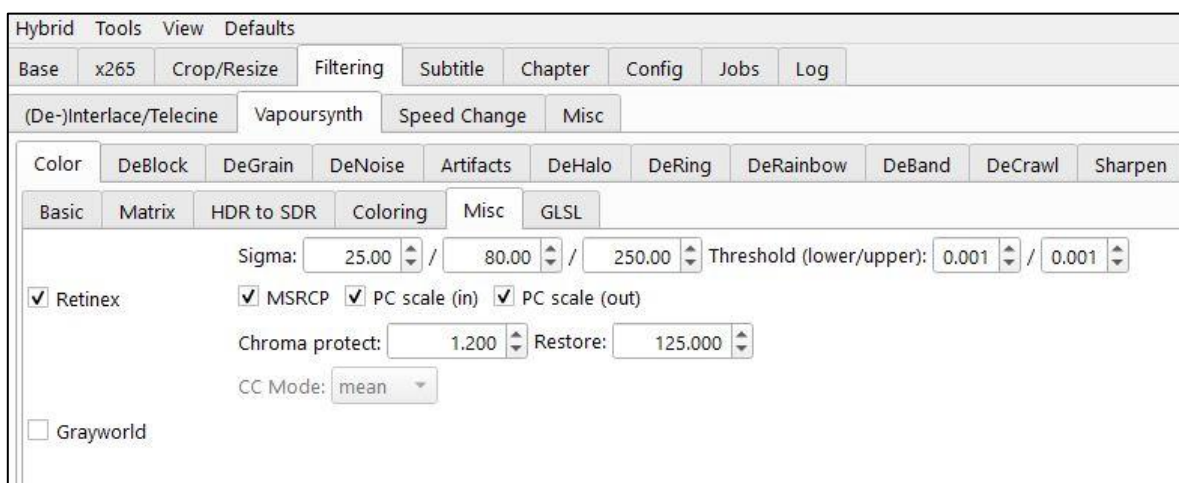 Hybrid Tools View Defaults
Base x265 Crop/Resize Filtering Subtitle Chapter Config Jobs Log
(De-)Interlace/Telecine Vapoursynth Speed Change Misc
Color DeBlock DeGrain DeNoise Artifacts DeHalo DeRing DeRainbow DeBand DeCrawl Sharpen
Basic Matrix HDR to SDR Coloring Misc GLSL
Sigma: 25.00 / 80.00 / 250.00 Threshold (lower/upper): 0.001 / 0.001
Retinex MSRCP PC scale (in) PC scale (out)
Chroma protect: 1.200 Restore: 125.000
CC Mode: mean
Grayworld